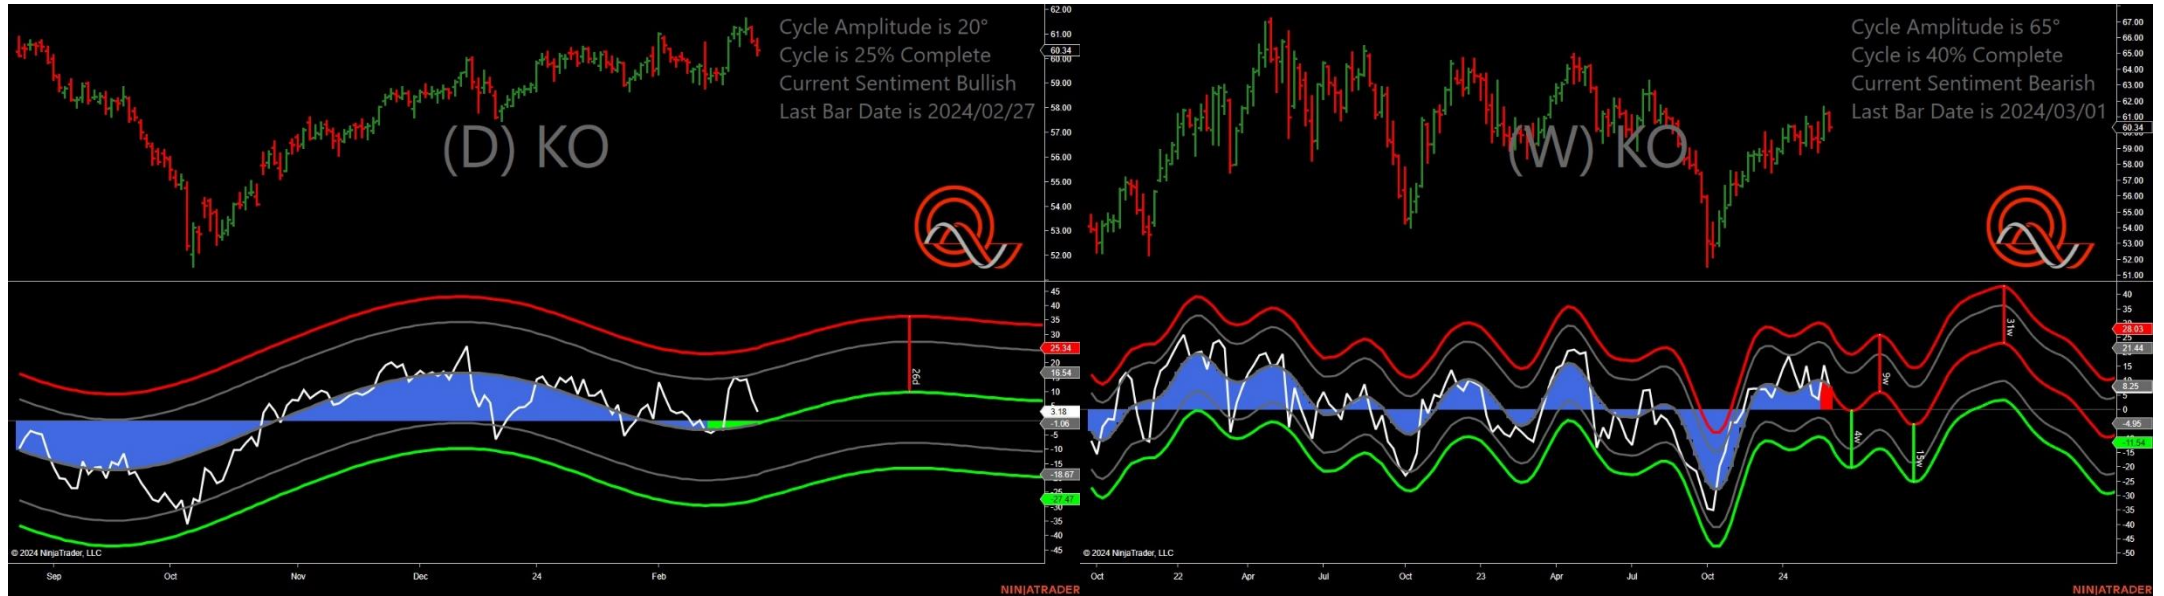 Cycle Amplitude is 20°
Cycle is 25% Complete
Current Sentiment Bullish
Last Bar Date is 2024/02/27
(D) KO
62.00
61.00
60.34
60.00
59.00
58.00
57.00
56.00
55.00
54.00
53.00
52.00
45
40
35
30
25.34
20
16.54
10
5
3.18
-1.06
-5
-10
-15
-18.67
-27.47
-35
-40
-45
26d
© 2024 NinjaTrader, LLC
Sep
Oct
Nov
Dec
24
Feb
NINJATRADER
Cycle Amplitude is 65°
Cycle is 40% Complete
Current Sentiment Bearish
Last Bar Date is 2024/03/01
(W) KO
67.00
66.00
65.00
64.00
63.00
62.00
61.00
60.34
59.00
58.00
57.00
56.00
55.00
54.00
53.00
52.00
51.00
40
35
28.03
21.44
15
8.25
5
0
-4.95
-11.54
-15
-20
-25
-30
-35
-40
-45
-50
4w
9w
15w
31w
© 2024 NinjaTrader, LLC
Oct
22
Apr
Jul
Oct
23
Apr
Jul
Oct
24
NINJATRADER